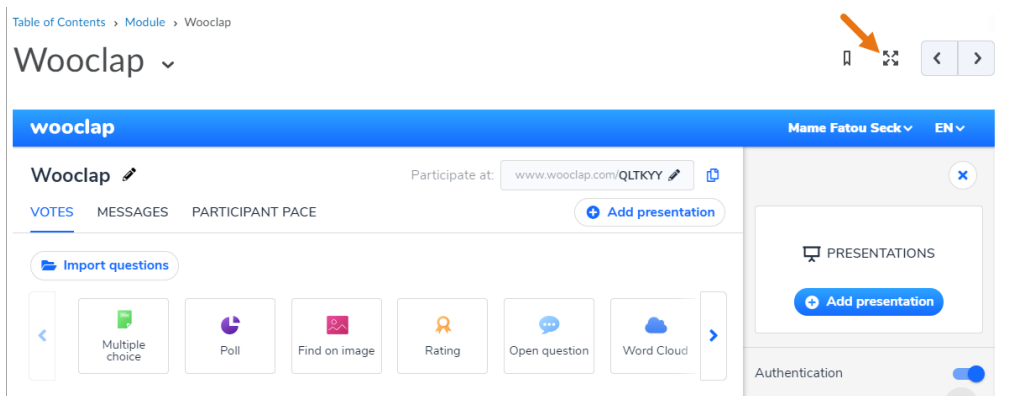 Table of Contents › Module › Wooclap
Wooclap
wooclap
Mame Fatou Seck
EN
Wooclap
Participate at:
www.wooclap.com/QLTKYY
VOTES
MESSAGES
PARTICIPANT PACE
Add presentation
Import questions
Multiple
choice
Poll
Find on image
Rating
Open question
Word Cloud
PRESENTATIONS
Add presentation
Authentication